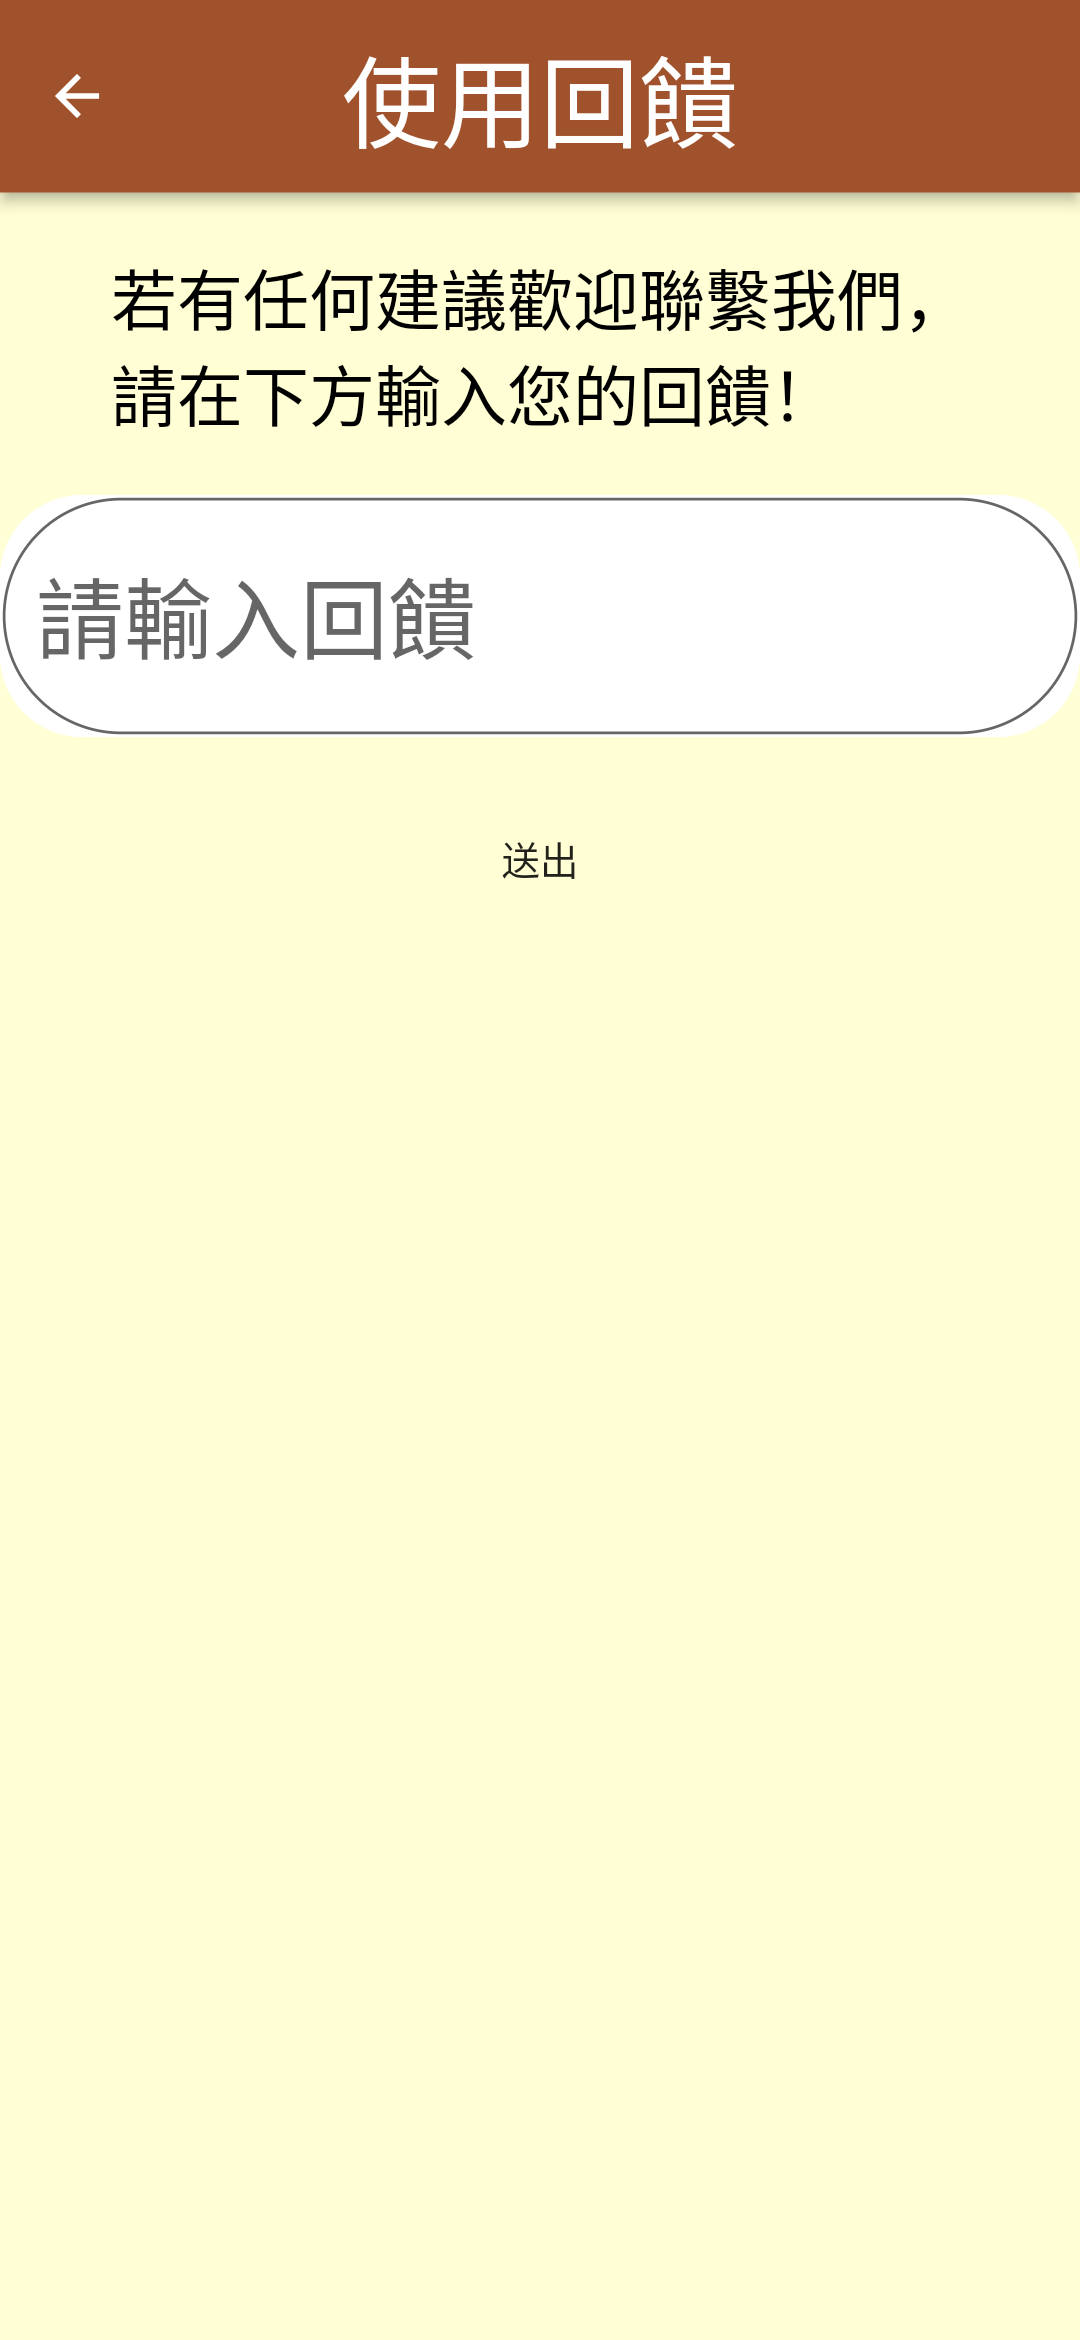 使用回饋
若有任何建議歡迎聯繫我們，
請在下方輸入您的回饋！
請輸入回饋
送出